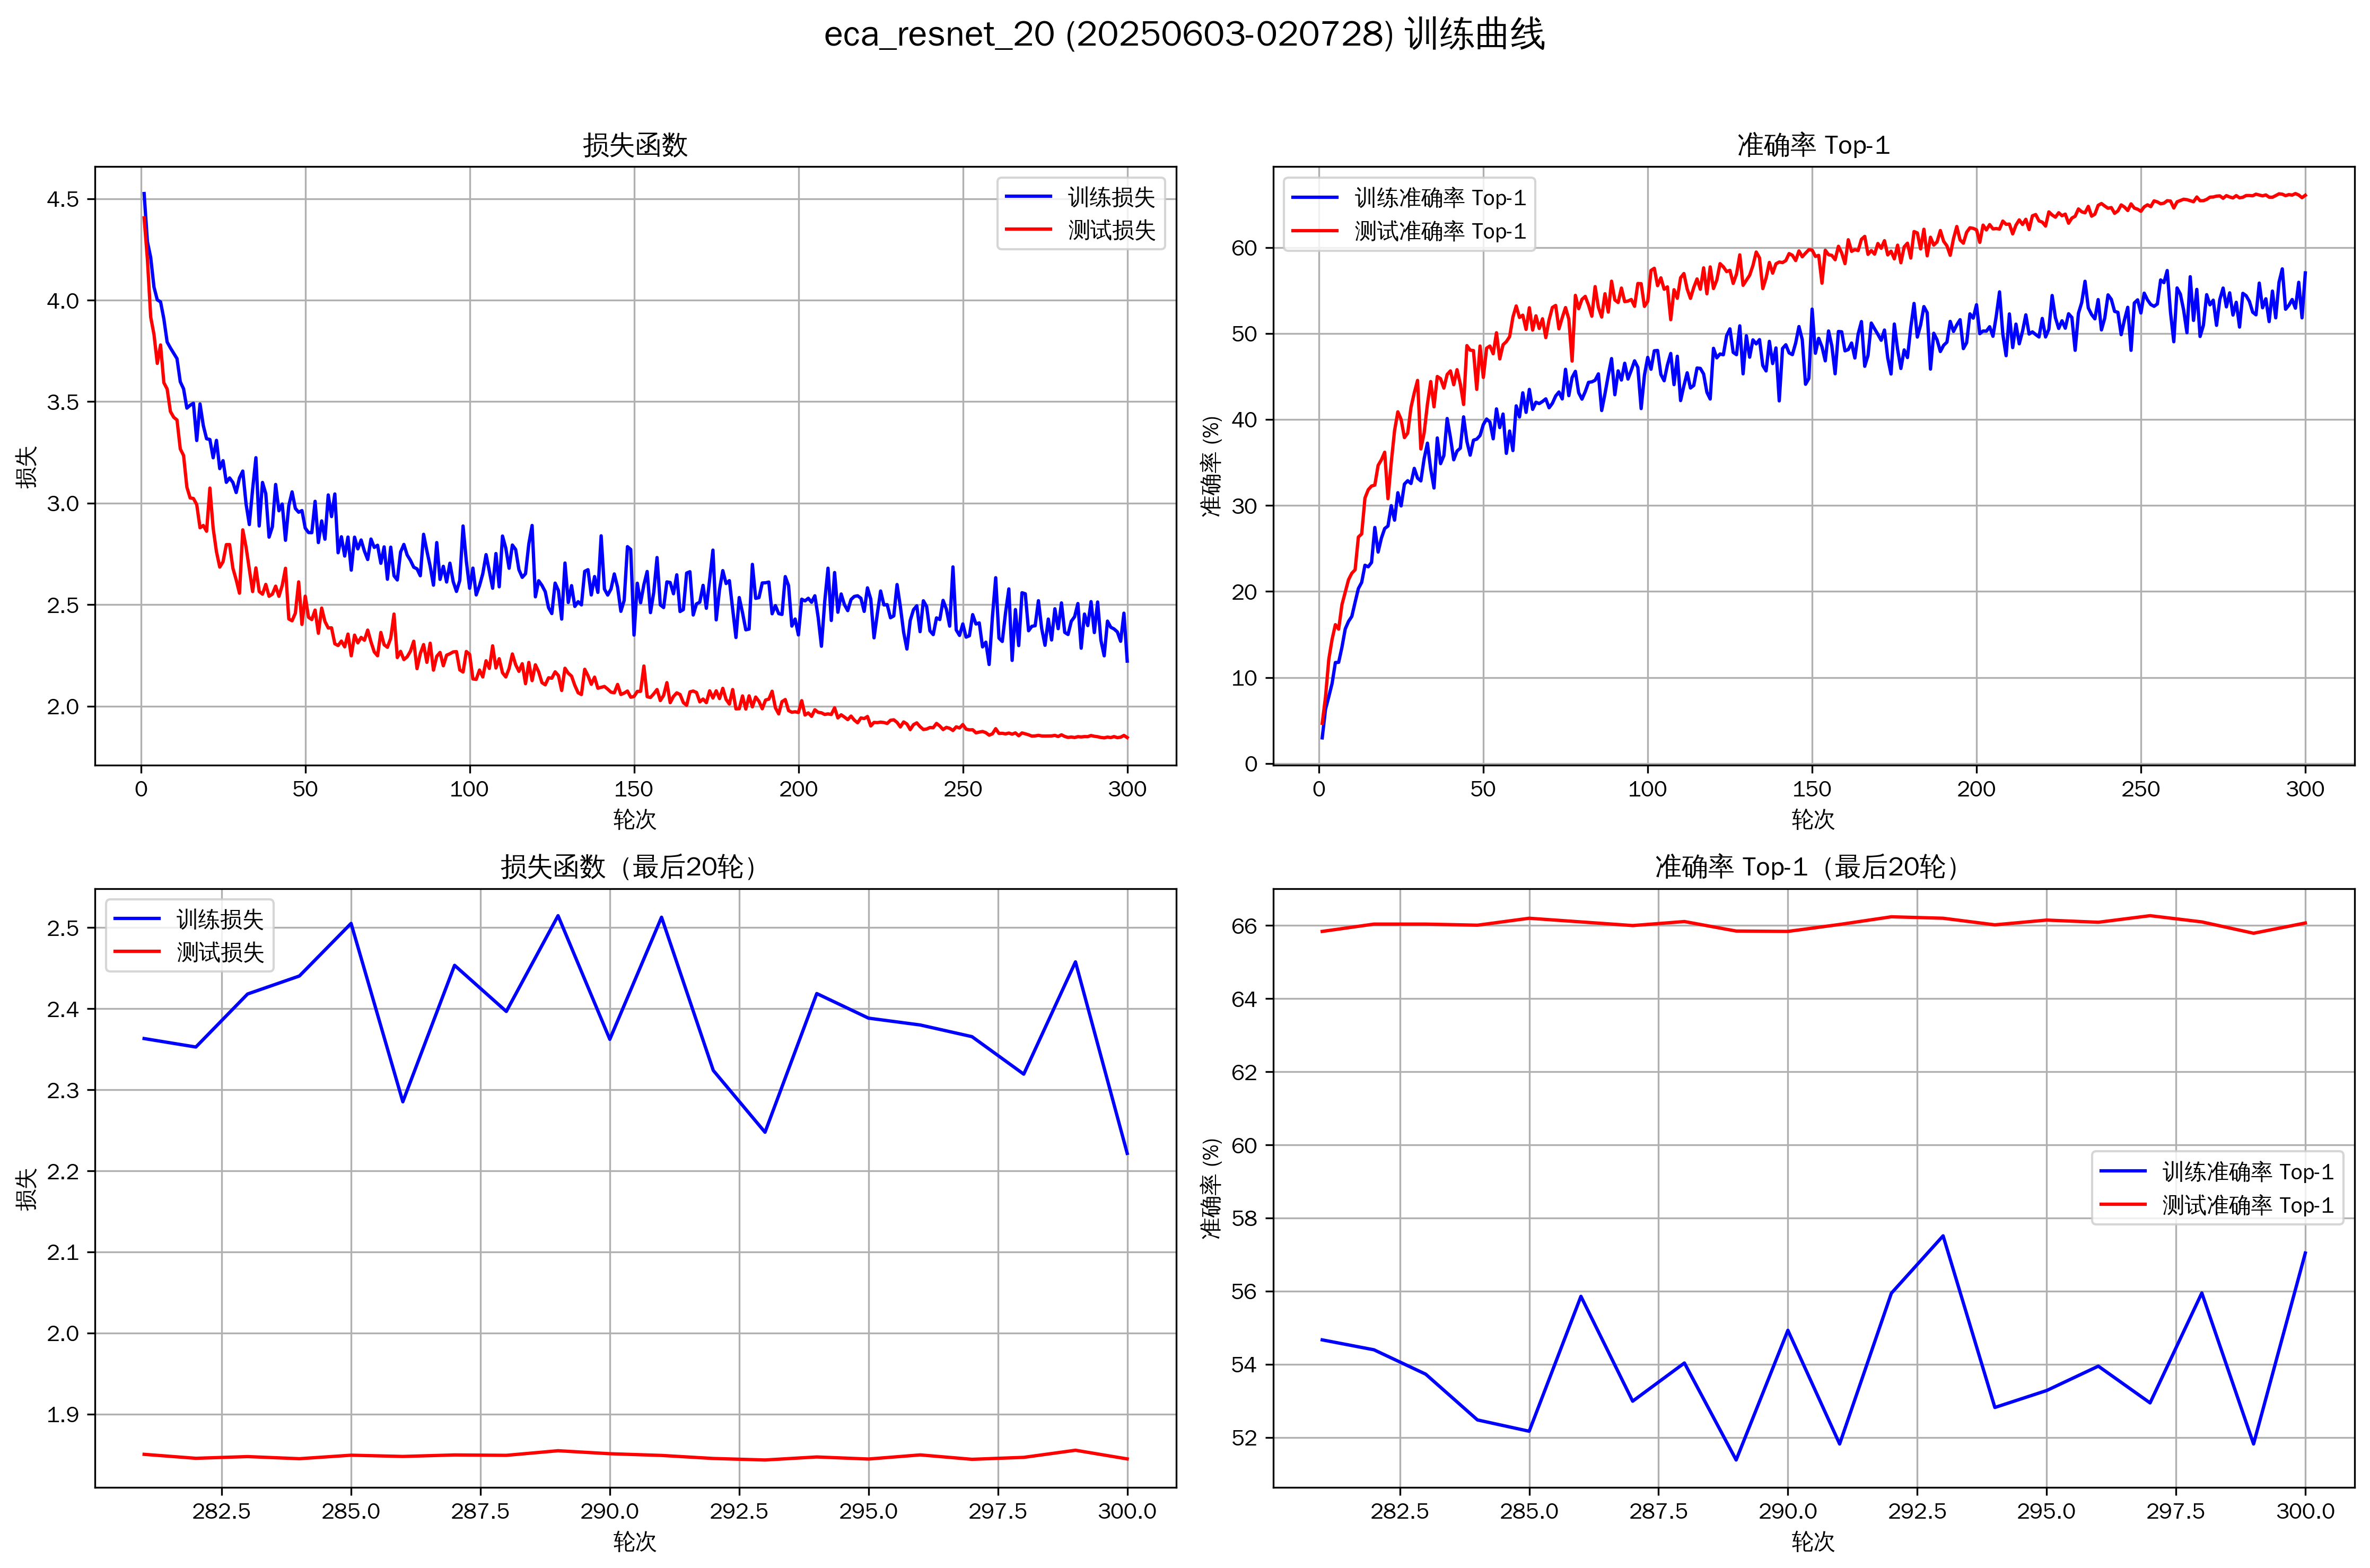 eca_resnet_20 (20250603-020728) 训练曲线
损失函数
训练损失
测试损失
4.5
4.0
3.5
3.0
2.5
2.0
损失
0 50 100 150 200 250 300
轮次
准确率 Top-1
训练准确率 Top-1
测试准确率 Top-1
60
50
40
30
20
10
0
准确率 (%)
0 50 100 150 200 250 300
轮次
损失函数（最后20轮）
训练损失
测试损失
2.5
2.4
2.3
2.2
2.1
2.0
1.9
损失
282.5 285.0 287.5 290.0 292.5 295.0 297.5 300.0
轮次
准确率 Top-1（最后20轮）
66
64
62
60
58
56
54
52
准确率 (%)
训练准确率 Top-1
测试准确率 Top-1
282.5 285.0 287.5 290.0 292.5 295.0 297.5 300.0
轮次